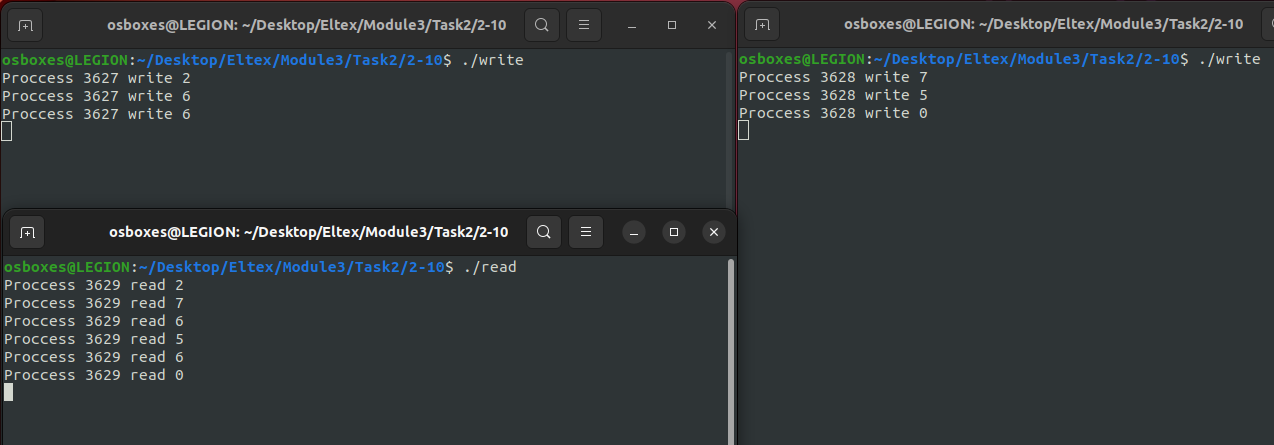 osboxes@LEGION: ~/Desktop/Eltex/Module3/Task2/2-10
osboxes@LEGION:~/Desktop/Eltex/Module3/Task2/2-10$ ./write
Proccess 3627 write 2
Proccess 3627 write 6
Proccess 3627 write 6
osboxes@LEGION: ~/Desktop/Eltex/Module3/Task2/2-10
osboxes@LEGION:~/Desktop/Eltex/Module3/Task2/2-10$ ./write
Proccess 3628 write 7
Proccess 3628 write 5
Proccess 3628 write 0
osboxes@LEGION: ~/Desktop/Eltex/Module3/Task2/2-10
osboxes@LEGION:~/Desktop/Eltex/Module3/Task2/2-10$ ./read
Proccess 3629 read 2
Proccess 3629 read 7
Proccess 3629 read 6
Proccess 3629 read 5
Proccess 3629 read 6
Proccess 3629 read 0